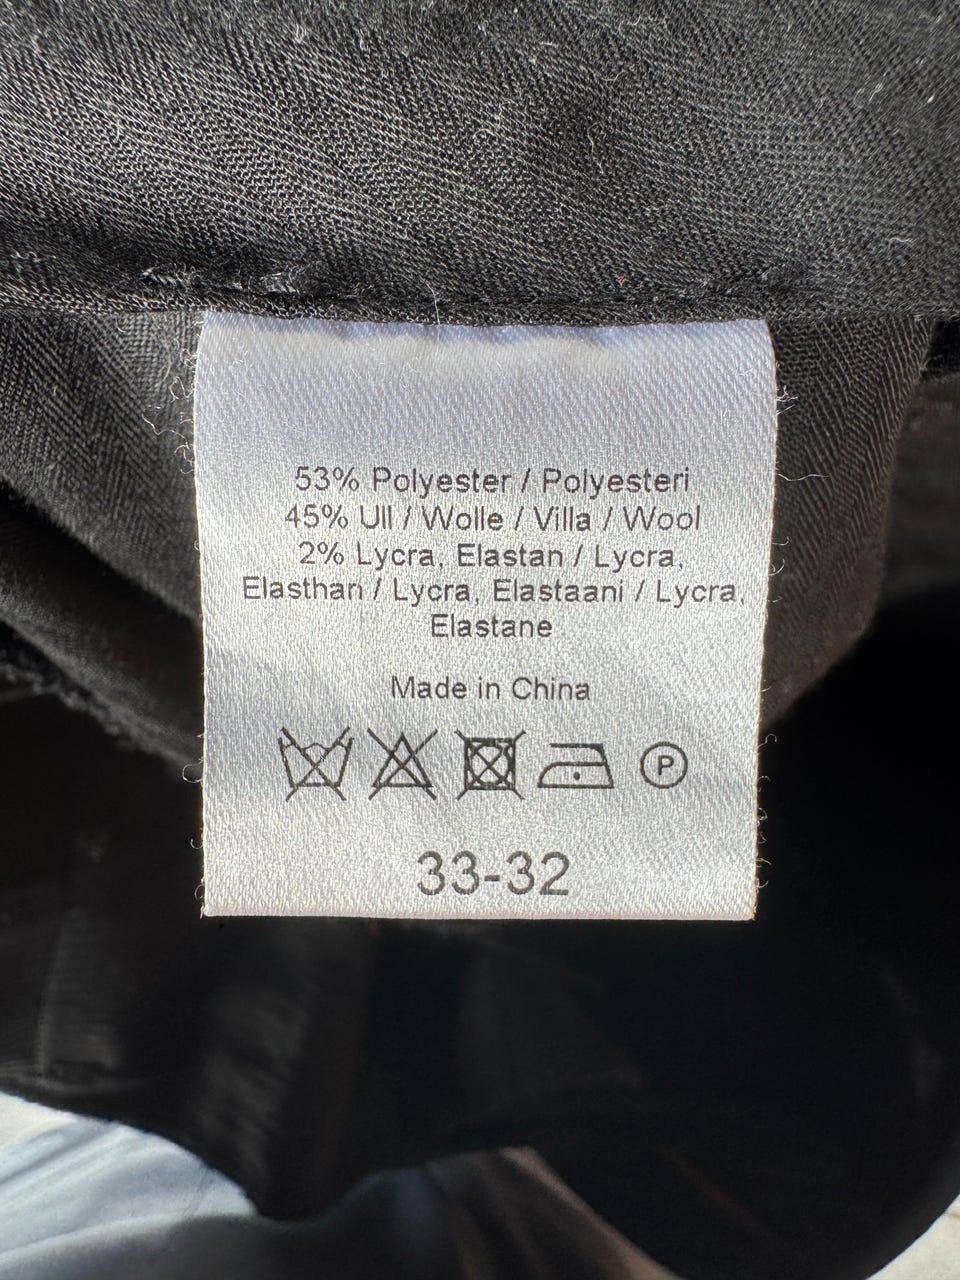 53% Polyester / Polyesteri
45% Ull / Wolle / Villa / Wool
2% Lycra, Elastan / Lycra,
Elasthan / Lycra, Elastaani / Lycra,
Elastane
Made in China
P
33-32